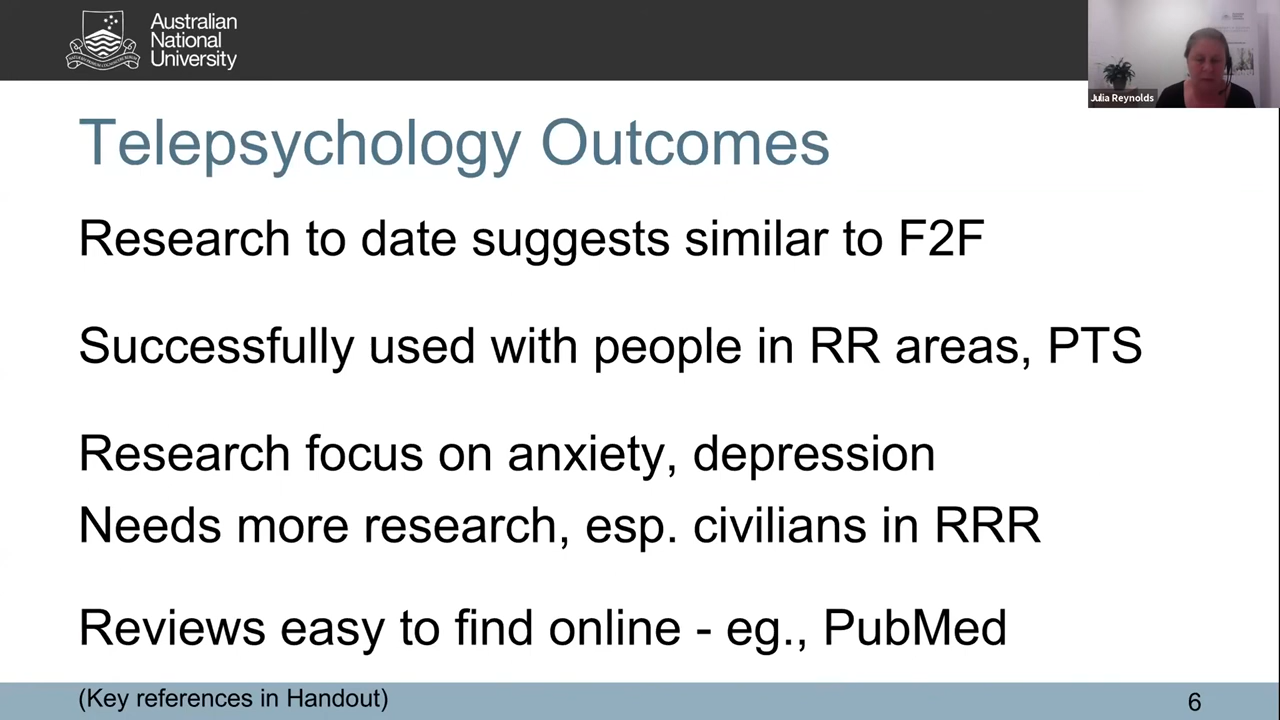 Australian
National
University
Julia Reynolds
Telepsychology Outcomes
Research to date suggests similar to F2F
Successfully used with people in RR areas, PTS
Research focus on anxiety, depression
Needs more research, esp. civilians in RRR
Reviews easy to find online - eg., PubMed
(Key references in Handout)
6